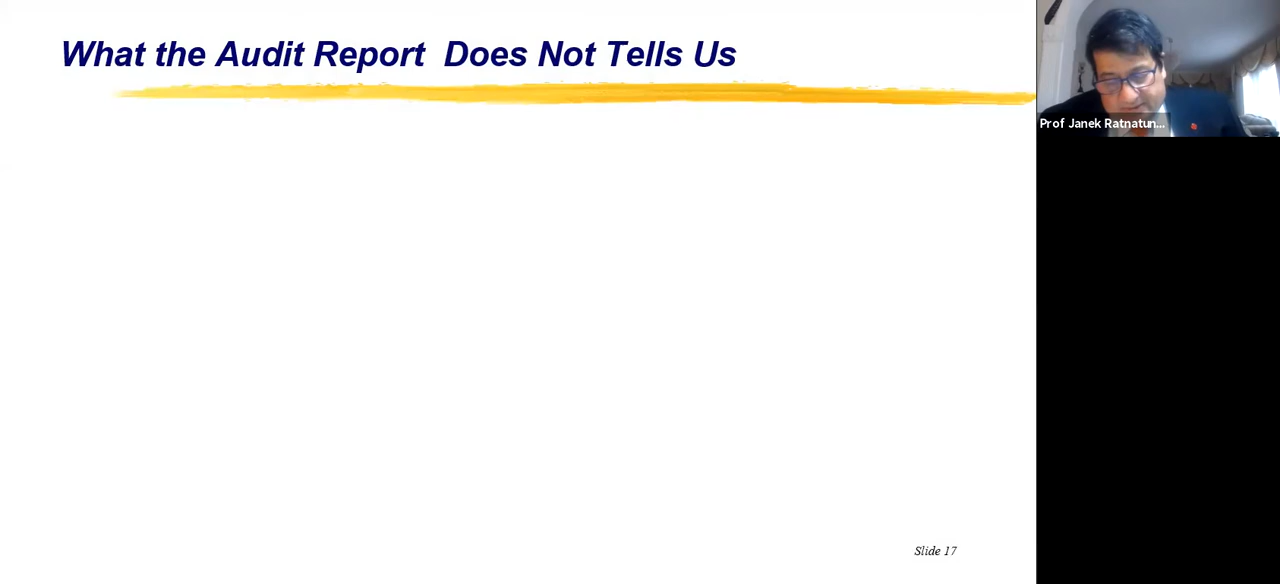 What the Audit Report Does Not Tells Us
Prof Janek Ratnatun...
Slide 17